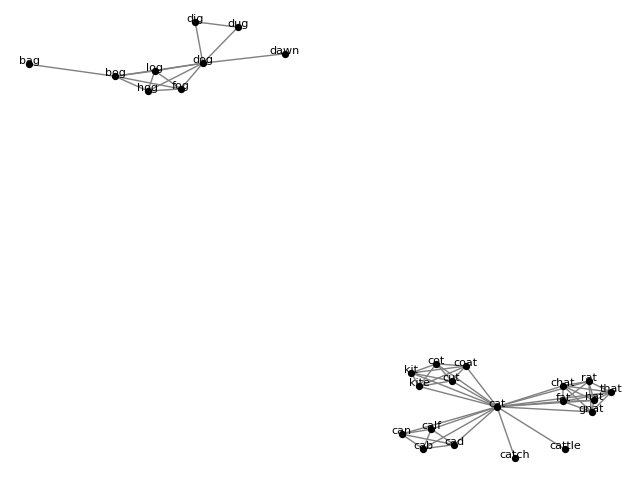 dig
dug
dawn
dog
bag
log
bog
hog
fog
cot
coat
kit
cut
kite
rat
chat
that
fat
hat
cat
gnat
calf
can
cad
cab
cattle
catch